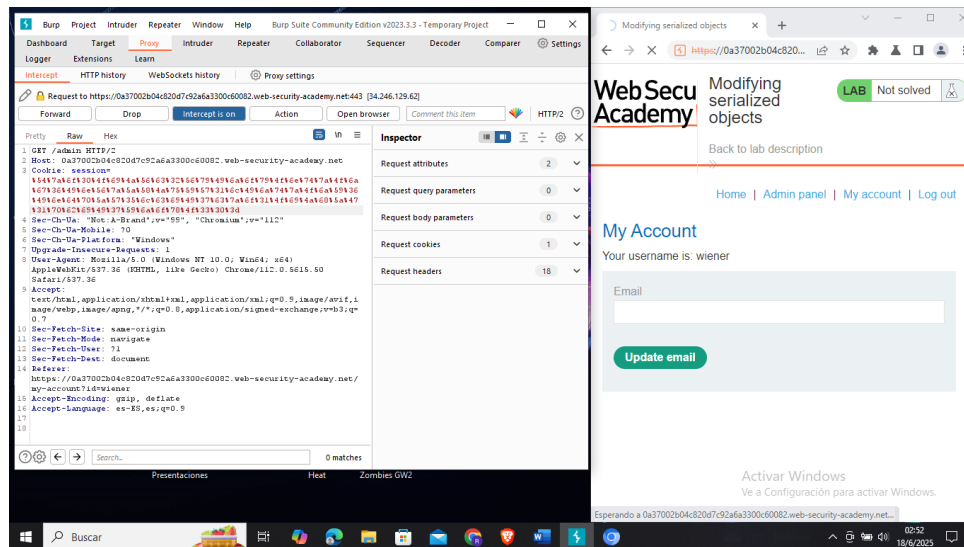 Burp Project Intruder Repeater Window Help Burp Suite Community Edition v2023.3.3 - Temporary Project
Dashboard Target Proxy Intruder Repeater Collaborator Sequencer Decoder Comparer Settings
Logger Extensions Learn
Intercept HTTP history WebSockets history Proxy settings
Request to https://0a37002b04c820d7c92a6a3300c60082.web-security-academy.net:443 [34.246.129.62]
Forward Drop Intercept is on Action Open browser Comment this item HTTP/2
Pretty Raw Hex \n
1 GET /admin HTTP/2
2 Host: 0a37002b04c820d7c92a6a3300c60082.web-security-academy.net
3 Cookie: session=
4 Sec-Ch-Ua: "Not:A-Brand";v="99", "Chromium";v="112"
5 Sec-Ch-Ua-Mobile: ?0
6 Sec-Ch-Ua-Platform: "Windows"
7 Upgrade-Insecure-Requests: 1
8 User-Agent: Mozilla/5.0 (Windows NT 10.0; Win64; x64)
AppleWebKit/537.36 (KHTML, like Gecko) Chrome/112.0.5615.50
Safari/537.36
9 Accept:
text/html,application/xhtml+xml,application/xml;q=0.9,image/avif,i
mage/webp,image/apng,*/*;q=0.8,application/signed-exchange;v=b3;q=
0.7
10 Sec-Fetch-Site: same-origin
11 Sec-Fetch-Mode: navigate
12 Sec-Fetch-User: ?1
13 Sec-Fetch-Dest: document
14 Referer:
https://0a37002b04c820d7c92a6a3300c60082.web-security-academy.net/
my-account?id=wiener
15 Accept-Encoding: gzip, deflate
16 Accept-Language: es-ES,es;q=0.9
17
18
Inspector
Request attributes 2
Request query parameters 0
Request body parameters 0
Request cookies 1
Request headers 18
Search... 0 matches
Presentaciones Heat Zombies GW2
Modifying serialized objects
https://0a37002b04c820...
Web Secu
Academy
Modifying
serialized
objects
LAB Not solved
Back to lab description
Home | Admin panel | My account | Log out
My Account
Your username is: wiener
Email
Update email
Activar Windows
Ve a Configuración para activar Windows.
Esperando a 0a37002b04c820d7c92a6a3300c60082.web-security-academy.net...
Buscar
02:52
18/6/2025